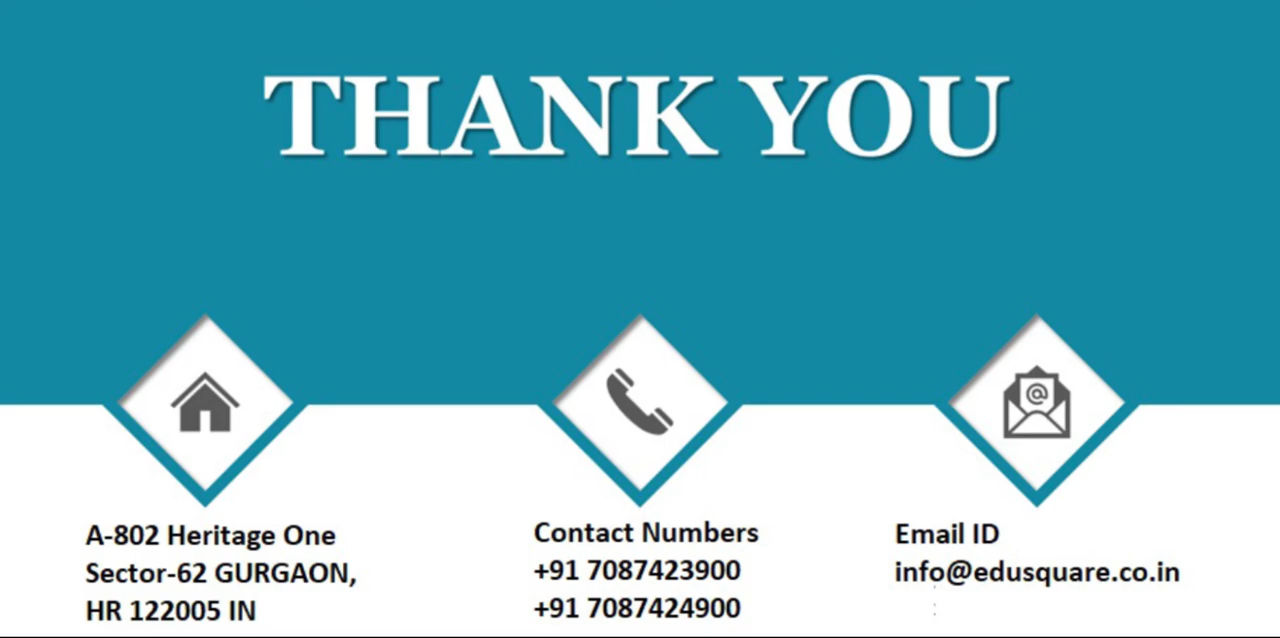 THANK YOU
A-802 Heritage One
Sector-62 GURGAON,
HR 122005 IN
Contact Numbers
+91 7087423900
+91 7087424900
Email ID
info@edusquare.co.in